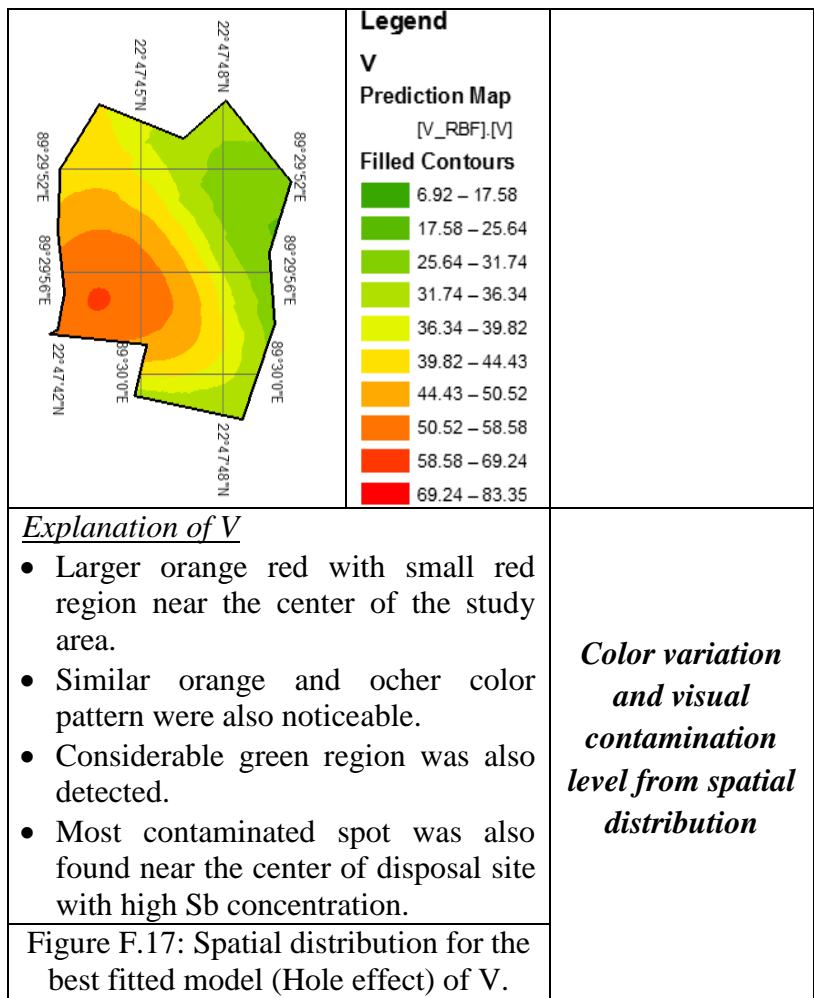 22°47'45"N
22°47'48"N
89°29'52"E
89°29'52"E
89°29'56"E
89°29'56"E
22°47'42"N
89°30'0"E
89°30'0"E
22°47'48"N
Legend
V
Prediction Map
[V_RBF].[V]
Filled Contours
6.92 – 17.58
17.58 – 25.64
25.64 – 31.74
31.74 – 36.34
36.34 – 39.82
39.82 – 44.43
44.43 – 50.52
50.52 – 58.58
58.58 – 69.24
69.24 – 83.35
Explanation of V
• Larger orange red with small red
region near the center of the study
area.
• Similar orange and ocher color
pattern were also noticeable.
• Considerable green region was also
detected.
• Most contaminated spot was also
found near the center of disposal site
with high Sb concentration.
Figure F.17: Spatial distribution for the
best fitted model (Hole effect) of V.
Color variation
and visual
contamination
level from spatial
distribution